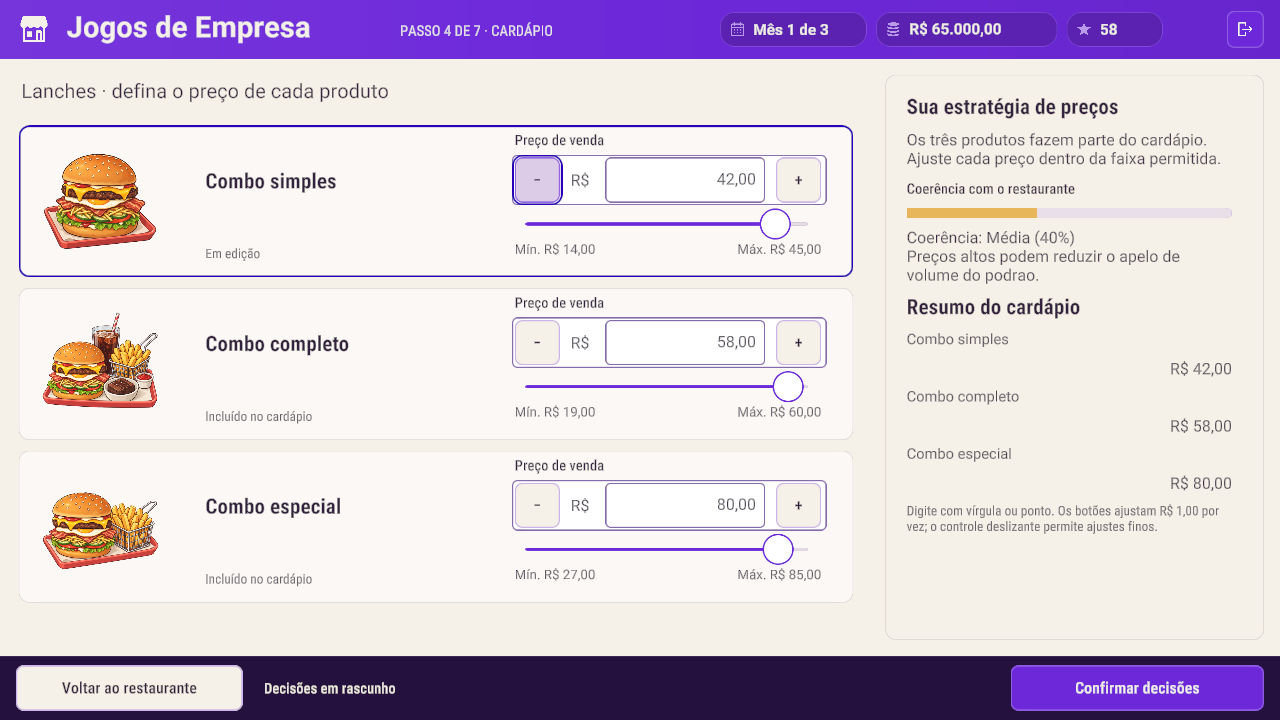 Jogos de Empresa
PASSO 4 DE 7 · CARDÁPIO
Mês 1 de 3
R$ 65.000,00
58
Lanches · defina o preço de cada produto
Combo simples
Em edição
Preço de venda
-
R$
42,00
+
Mín. R$ 14,00
Máx. R$ 45,00
Combo completo
Incluído no cardápio
Preço de venda
-
R$
58,00
+
Mín. R$ 19,00
Máx. R$ 60,00
Combo especial
Incluído no cardápio
Preço de venda
-
R$
80,00
+
Mín. R$ 27,00
Máx. R$ 85,00
Sua estratégia de preços
Os três produtos fazem parte do cardápio.
Ajuste cada preço dentro da faixa permitida.
Coerência com o restaurante
Coerência: Média (40%)
Preços altos podem reduzir o apelo de
volume do podrao.
Resumo do cardápio
Combo simples
R$ 42,00
Combo completo
R$ 58,00
Combo especial
R$ 80,00
Digite com vírgula ou ponto. Os botões ajustam R$ 1,00 por
vez; o controle deslizante permite ajustes finos.
Voltar ao restaurante
Decisões em rascunho
Confirmar decisões